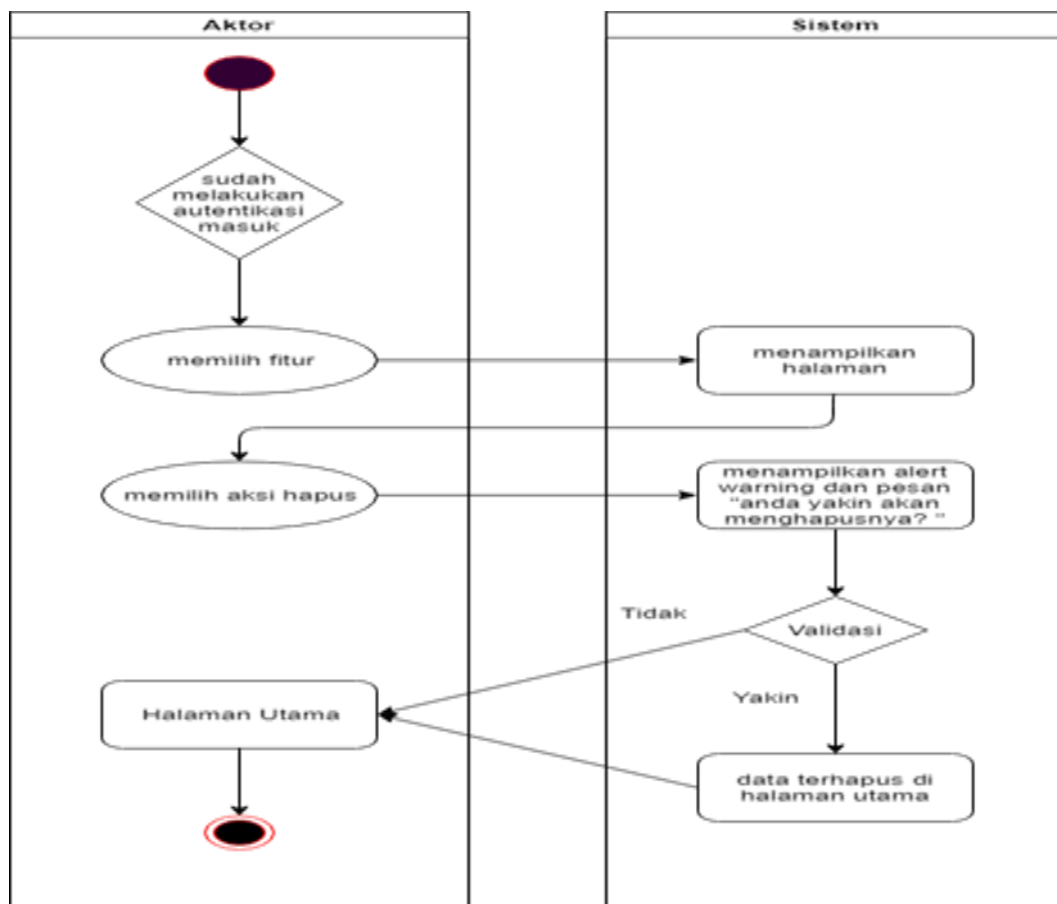 Aktor
Sistem
sudah
melakukan
autentikasi
masuk
memilih fitur
menampilkan
halaman
memilih aksi hapus
menampilkan alert
warning dan pesan
"anda yakin akan
menghapusnya? "
Tidak
Validasi
Yakin
Halaman Utama
data terhapus di
halaman utama